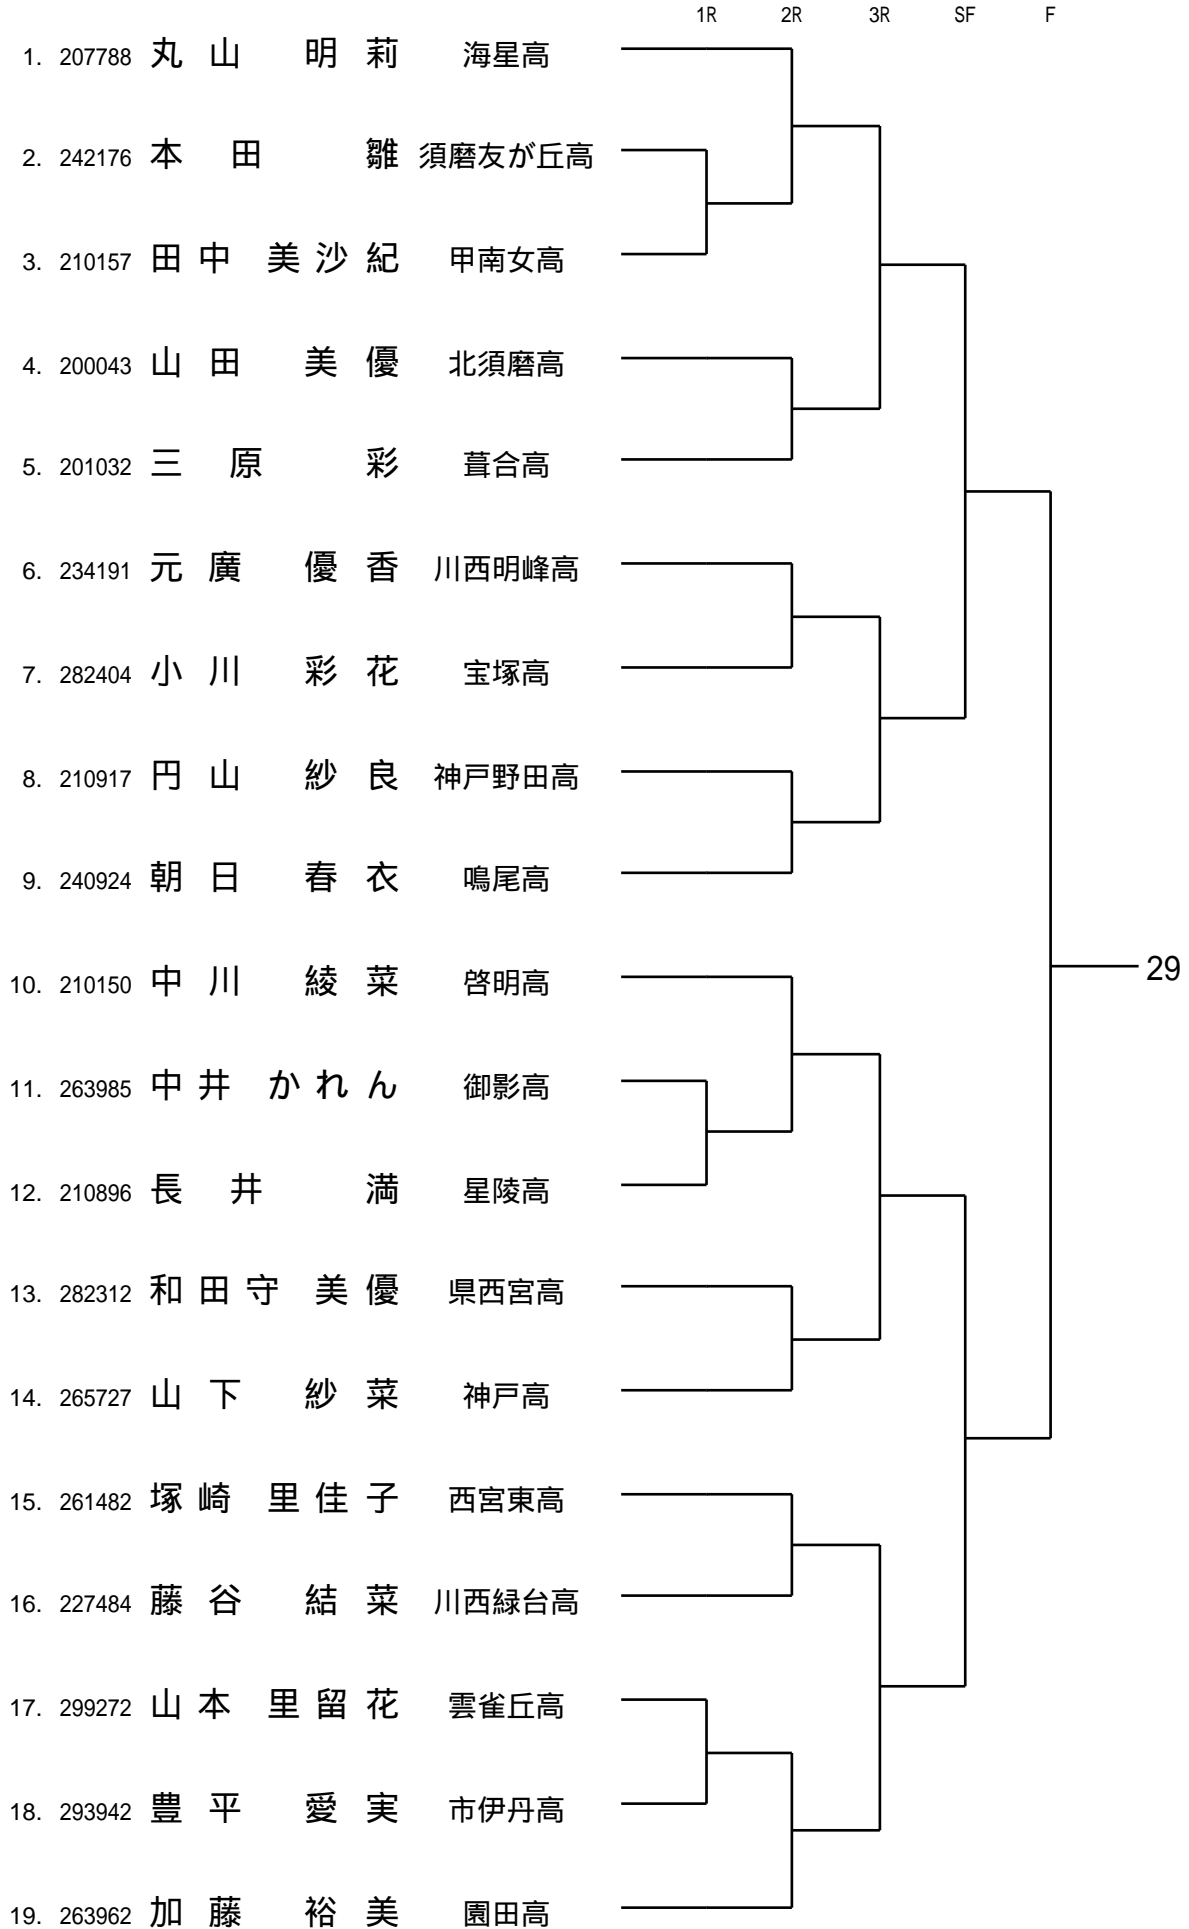 1R 2R 3R SF F
1. 207788 丸山 明莉 海星高
2. 242176 本田 雛 須磨友が丘高
3. 210157 田中 美沙紀 甲南女高
4. 200043 山田 美優 北須磨高
5. 201032 三原 彩 葺合高
6. 234191 元廣 優香 川西明峰高
7. 282404 小川 彩花 宝塚高
8. 210917 円山 紗良 神戸野田高
9. 240924 朝日 春衣 鳴尾高
29
10. 210150 中川 綾菜 啓明高
11. 263985 中井 かれん 御影高
12. 210896 長井 満 星陵高
13. 282312 和田守 美優 県西宮高
14. 265727 山下 紗菜 神戸高
15. 261482 塚崎 里佳子 西宮東高
16. 227484 藤谷 結菜 川西緑台高
17. 299272 山本 里留花 雲雀丘高
18. 293942 豊平 愛実 市伊丹高
19. 263962 加藤 裕美 園田高